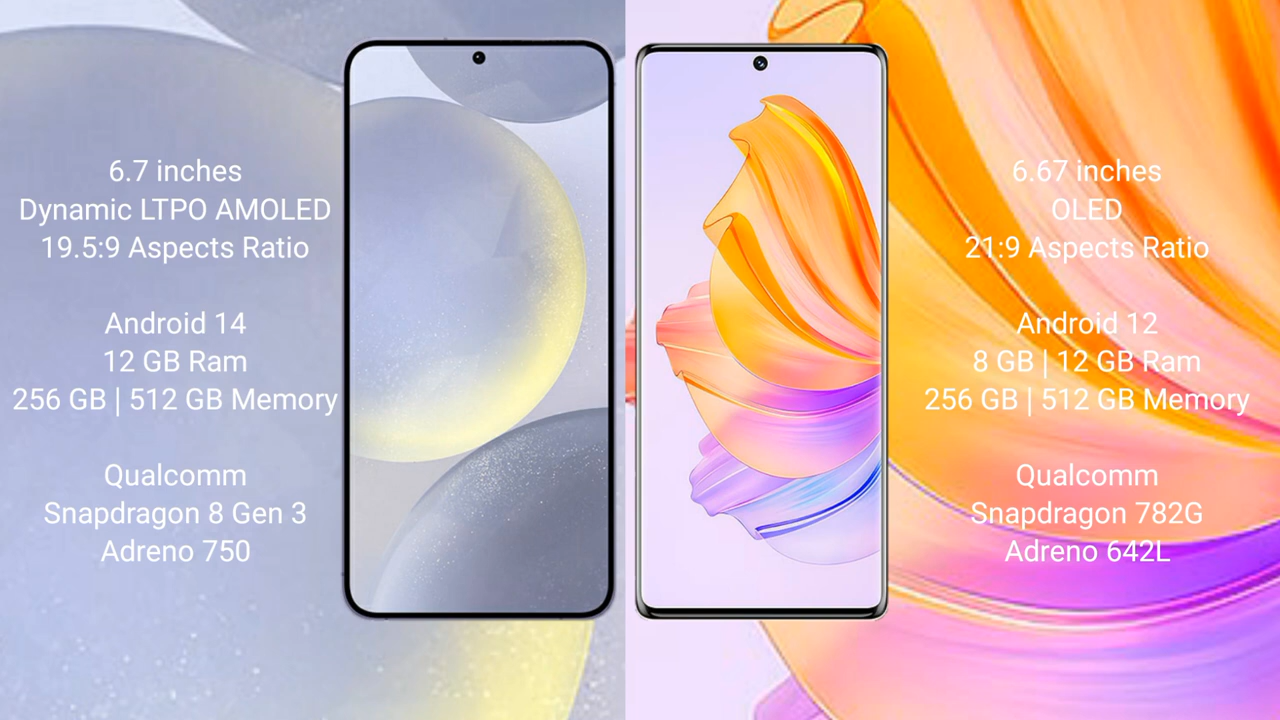 6.7 inches
Dynamic LTPO AMOLED
19.5:9 Aspects Ratio
Android 14
12 GB Ram
256 GB | 512 GB Memory
Qualcomm
Snapdragon 8 Gen 3
Adreno 750
6.67 inches
OLED
21:9 Aspects Ratio
Android 12
8 GB | 12 GB Ram
256 GB | 512 GB Memory
Qualcomm
Snapdragon 782G
Adreno 642L